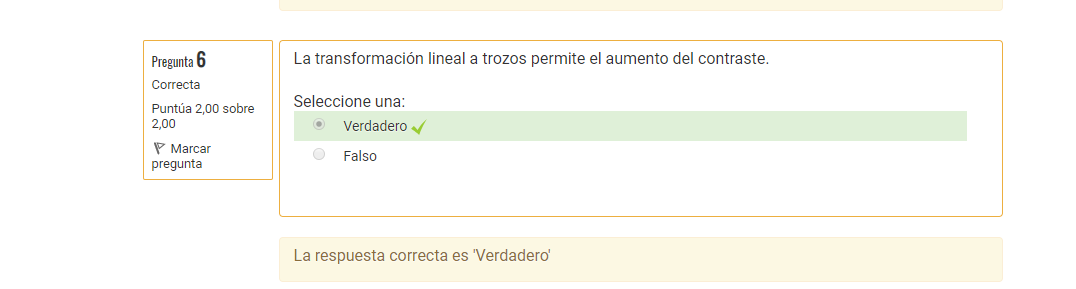 Pregunta 6
Correcta
Puntúa 2,00 sobre
2,00
Marcar
pregunta
La transformación lineal a trozos permite el aumento del contraste.
Seleccione una:
Verdadero
Falso
La respuesta correcta es 'Verdadero'